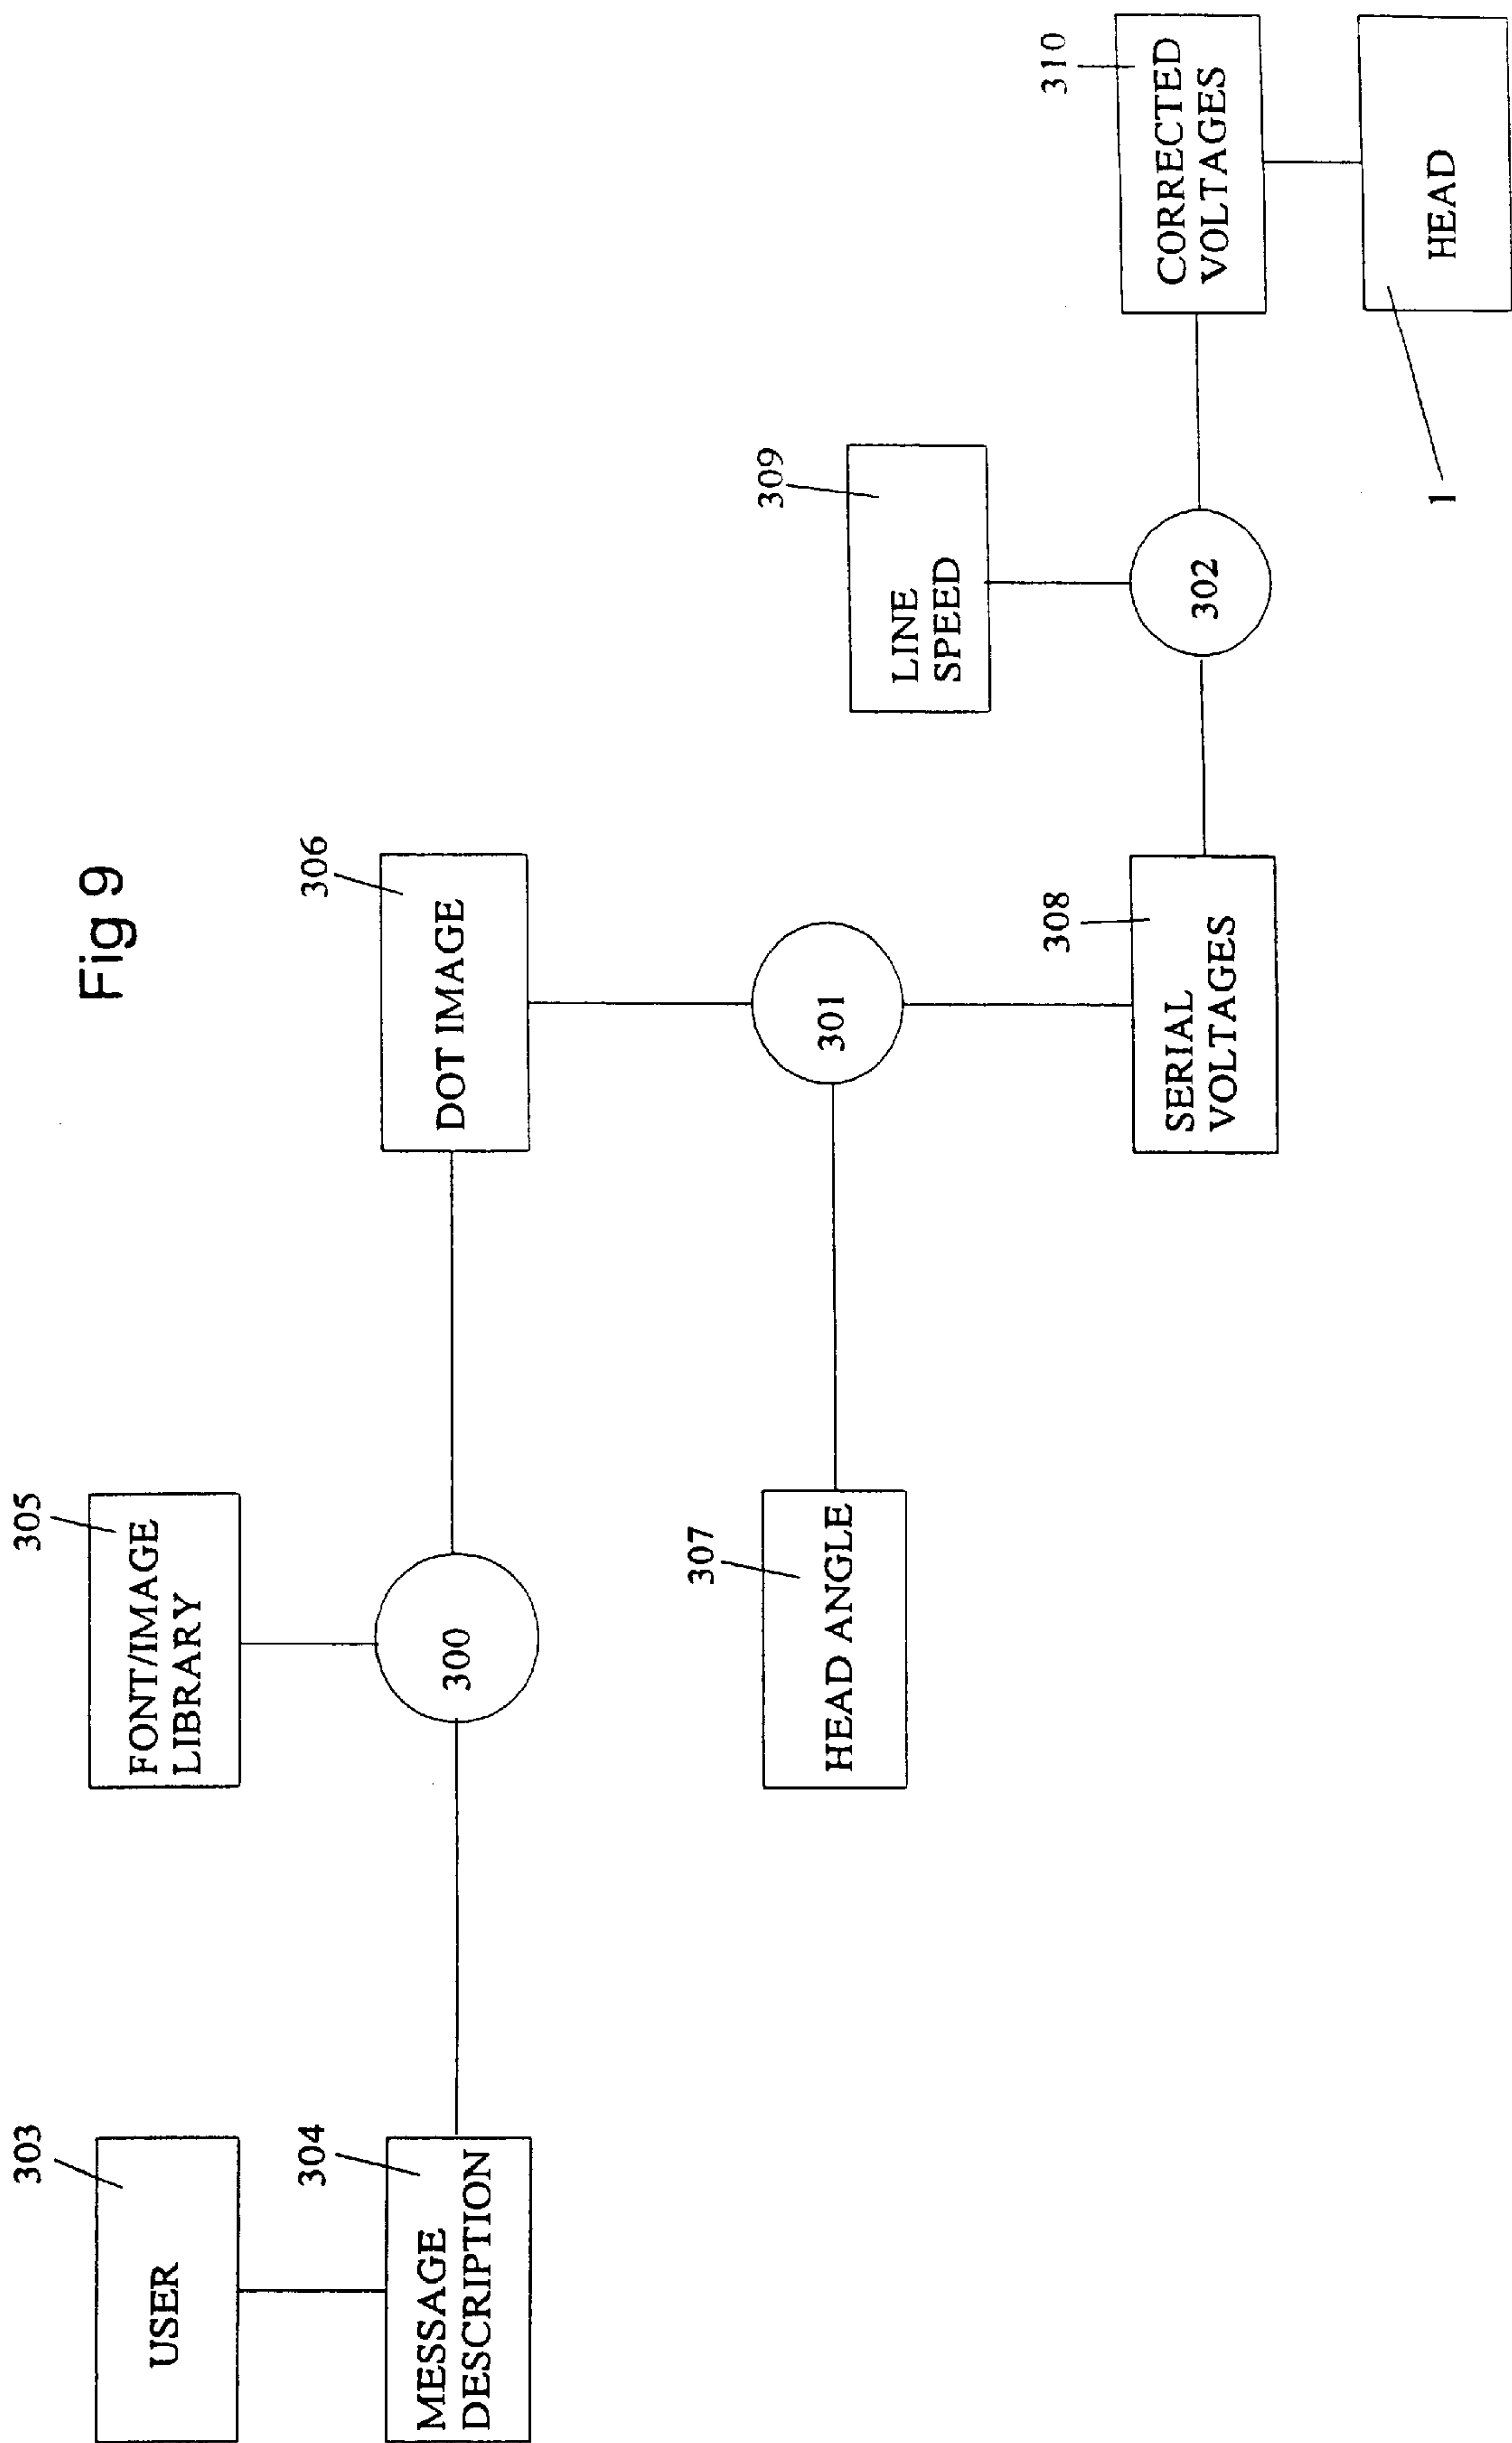 Fig 9
303
USER
304
MESSAGE
DESCRIPTION
305
FONT/IMAGE
LIBRARY
300
306
DOT IMAGE
307
HEAD ANGLE
301
308
SERIAL
VOLTAGES
309
LINE
SPEED
302
310
CORRECTED
VOLTAGES
1
HEAD